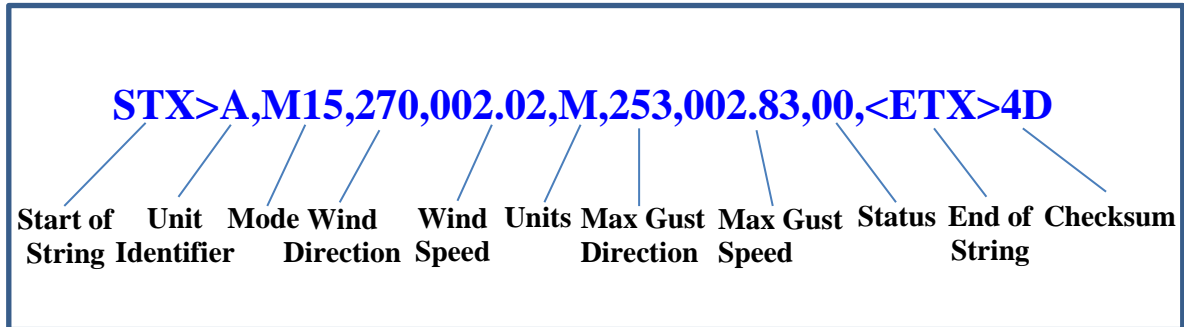 STX>A,M15,270,002.02,M,253,002.83,00,<ETX>4D
Start of String
Unit Identifier
Mode
Wind Direction
Wind Speed
Units
Max Gust Direction
Max Gust Speed
Status
End of String
Checksum